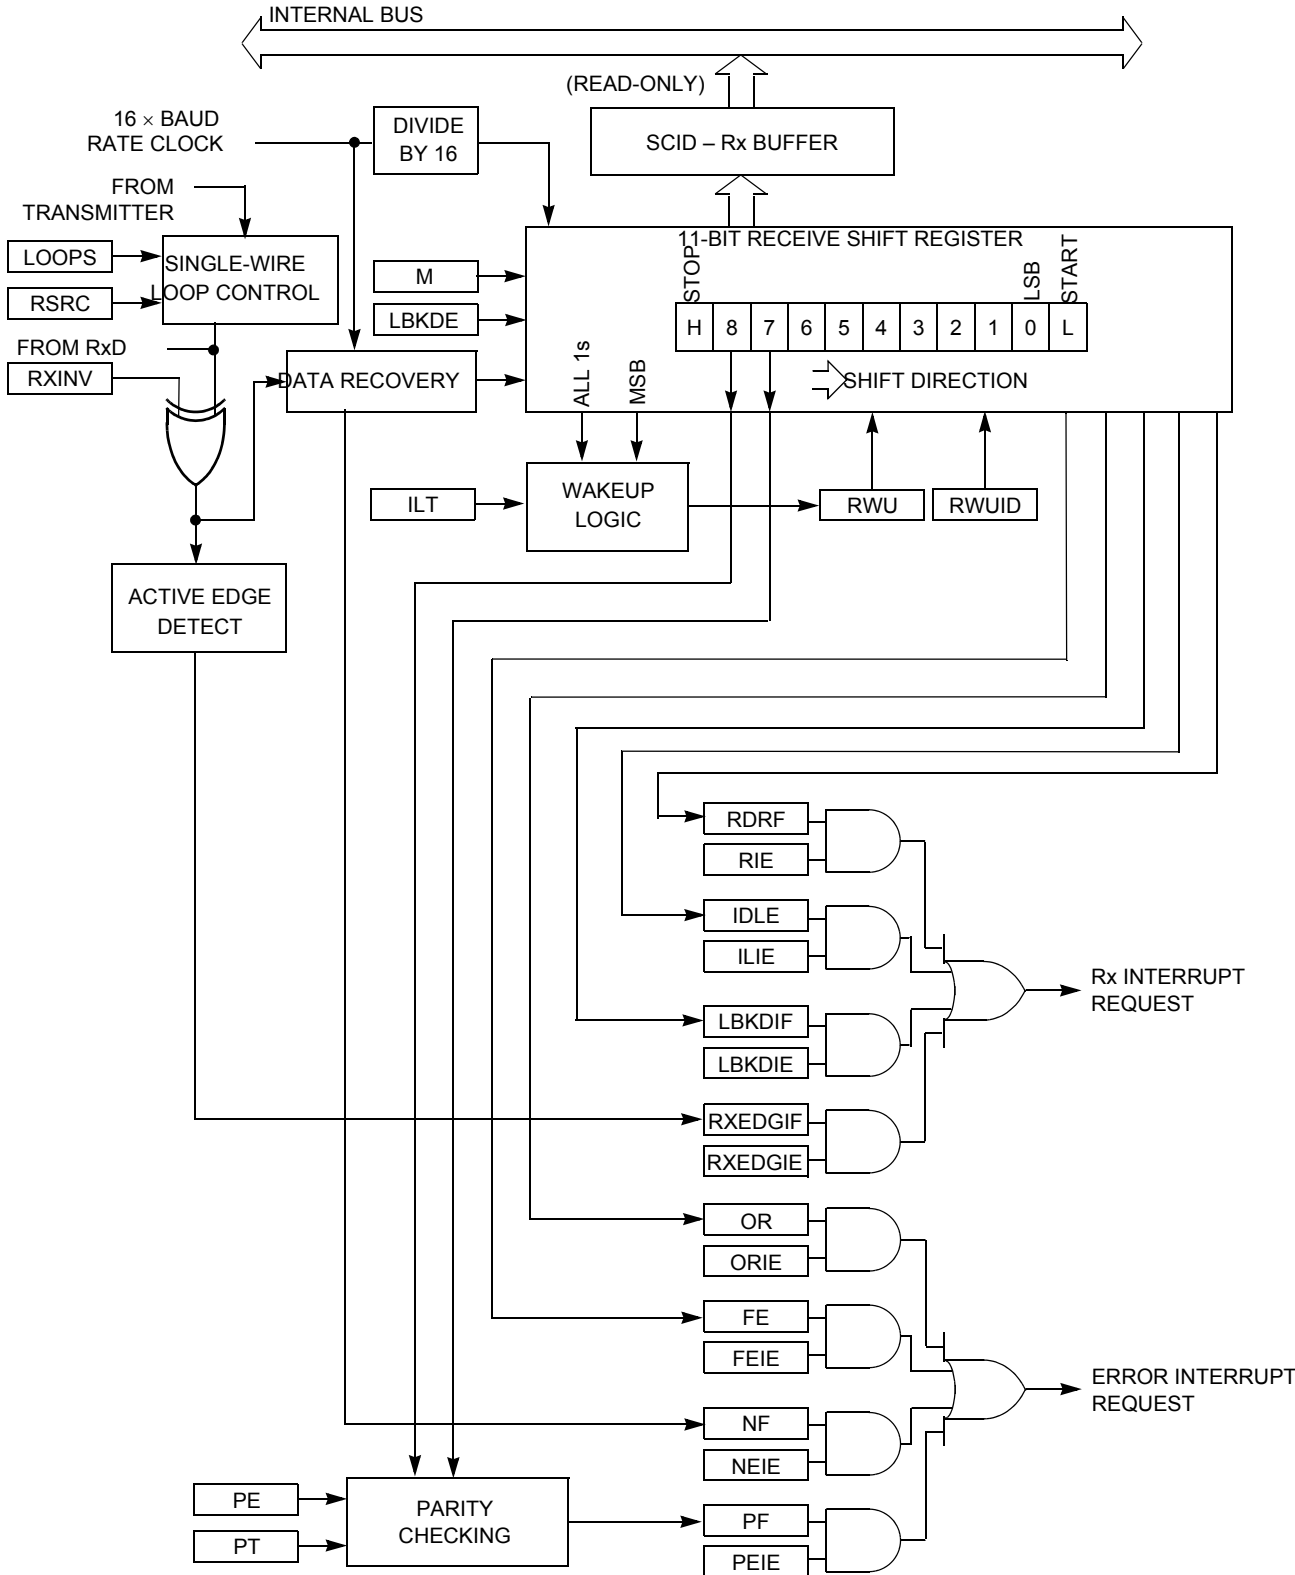 INTERNAL BUS
(READ-ONLY)
16 × BAUD
RATE CLOCK
DIVIDE
BY 16
SCID – Rx BUFFER
FROM
TRANSMITTER
11-BIT RECEIVE SHIFT REGISTER
STOP
LSB
START
LOOPS
SINGLE-WIRE
LOOP CONTROL
M
RSRC
LBKDE
H 8 7 6 5 4 3 2 1 0 L
FROM RxD
RXINV
DATA RECOVERY
ALL 1s
MSB
SHIFT DIRECTION
ILT
WAKEUP
LOGIC
RWU
RWUID
ACTIVE EDGE
DETECT
RDRF
RIE
IDLE
ILIE
Rx INTERRUPT
REQUEST
LBKDIF
LBKDIE
RXEDGIF
RXEDGIE
OR
ORIE
FE
FEIE
ERROR INTERRUPT
REQUEST
NF
NEIE
PE
PT
PARITY
CHECKING
PF
PEIE